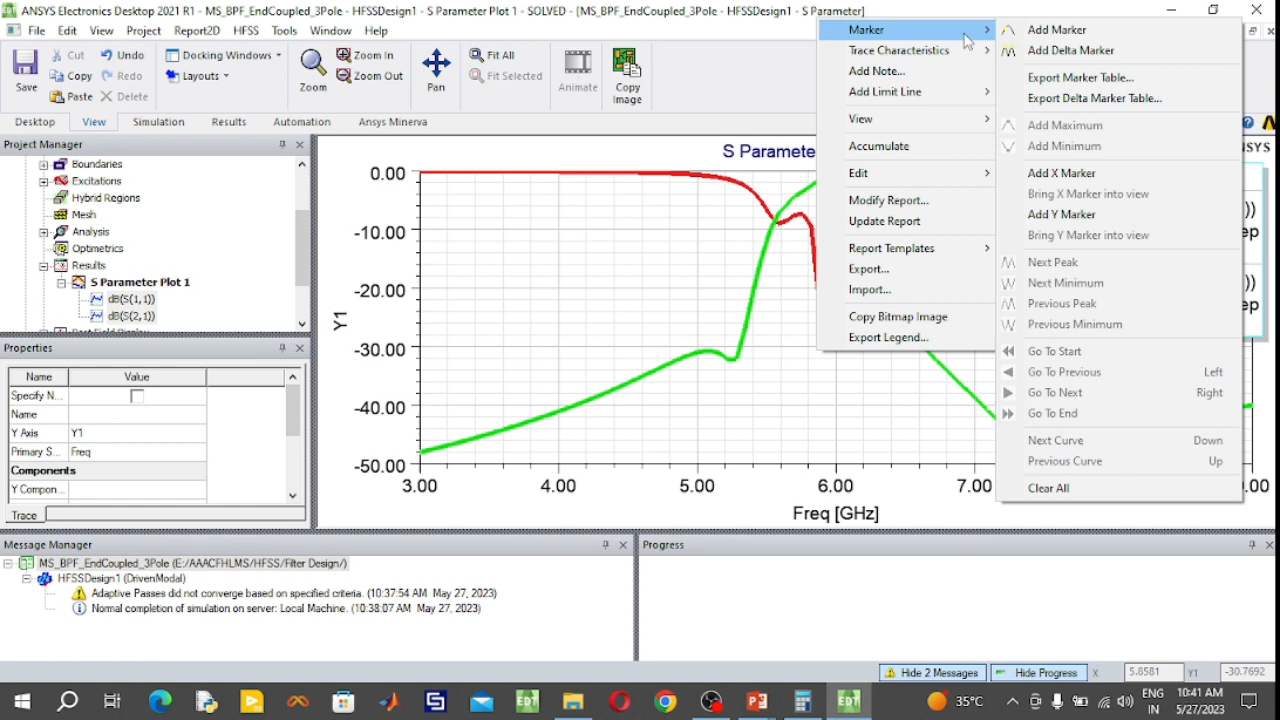 ANSYS Electronics Desktop 2021 R1 - MS_BPF_EndCoupled_3Pole - HFSSDesign1 - S Parameter Plot 1 - SOLVED - [MS_BPF_EndCoupled_3Pole - HFSSDesign1 - S Parameter]
File Edit View Project Report2D HFSS Tools Window Help
Save
Cut Undo
Copy Redo
Paste Delete
Docking Windows
Layouts
Zoom
Zoom In
Zoom Out
Pan
Fit All
Fit Selected
Animate
Copy Image
Desktop View Simulation Results Automation Ansys Minerva
Project Manager
Boundaries
Excitations
Hybrid Regions
Mesh
Analysis
Optimetrics
Results
S Parameter Plot 1
dB(S(1,1))
dB(S(2,1))
Properties
Name Value
Specify N...
Name
Y Axis Y1
Primary S... Freq
Components
Y Compon...
Trace
S Paramete
Y1
0.00
-10.00
-20.00
-30.00
-40.00
-50.00
3.00 4.00 5.00 6.00 7.00 0.00
Freq [GHz]
SYS
))
ep
))
ep
Marker
Trace Characteristics
Add Note...
Add Limit Line
View
Accumulate
Edit
Modify Report...
Update Report
Report Templates
Export...
Import...
Copy Bitmap Image
Export Legend...
Add Marker
Add Delta Marker
Export Marker Table...
Export Delta Marker Table...
Add Maximum
Add Minimum
Add X Marker
Bring X Marker into view
Add Y Marker
Bring Y Marker into view
Next Peak
Next Minimum
Previous Peak
Previous Minimum
Go To Start
Go To Previous Left
Go To Next Right
Go To End
Next Curve Down
Previous Curve Up
Clear All
Message Manager
MS_BPF_EndCoupled_3Pole (E:/AAACFHLMS/HFSS/Filter Design/)
HFSSDesign1 (DrivenModal)
Adaptive Passes did not converge based on specified criteria. (10:37:54 AM May 27, 2023)
Normal completion of simulation on server: Local Machine. (10:38:07 AM May 27, 2023)
Progress
Hide 2 Messages Hide Progress X 5.8581 Y1 -30.7692
35°C
ENG
IN
10:41 AM
5/27/2023